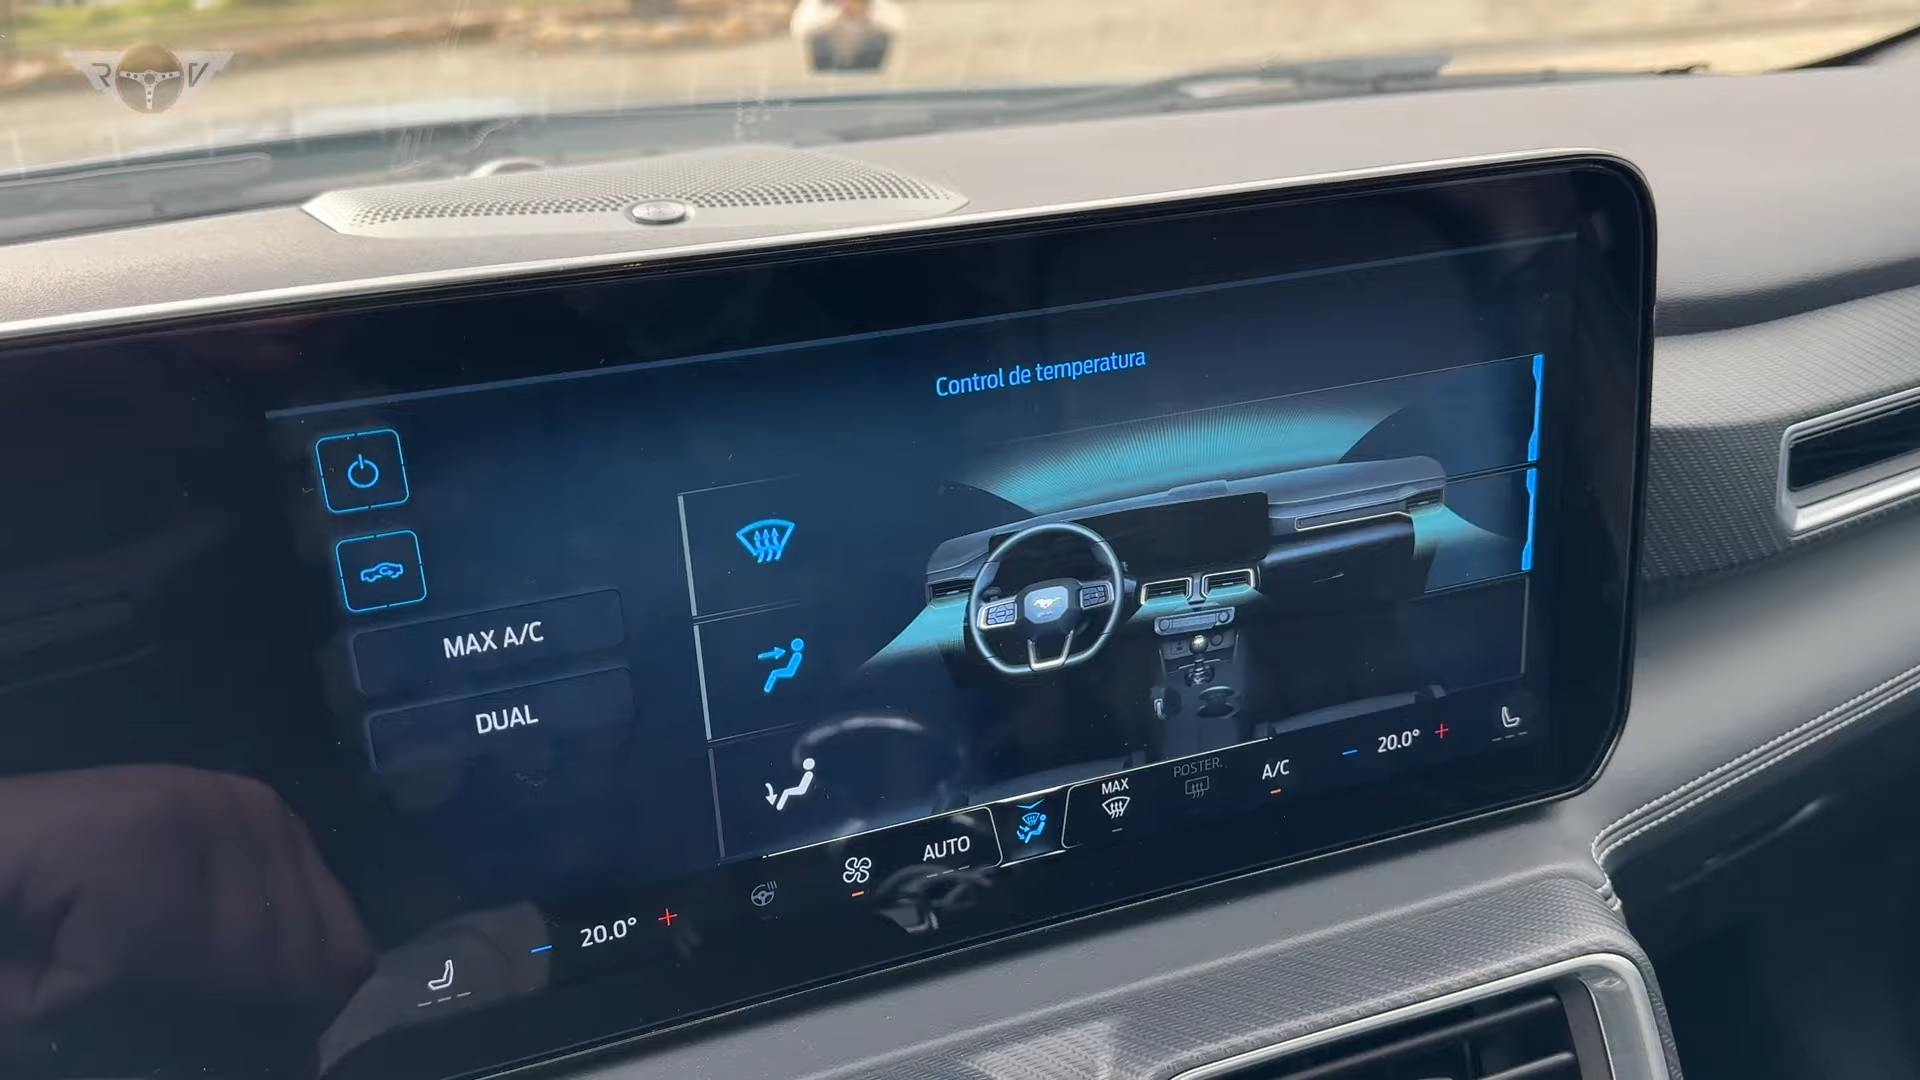 R V
Control de temperatura
MAX A/C
DUAL
20.0°
AUTO
MAX
POSTER.
A/C
20.0°